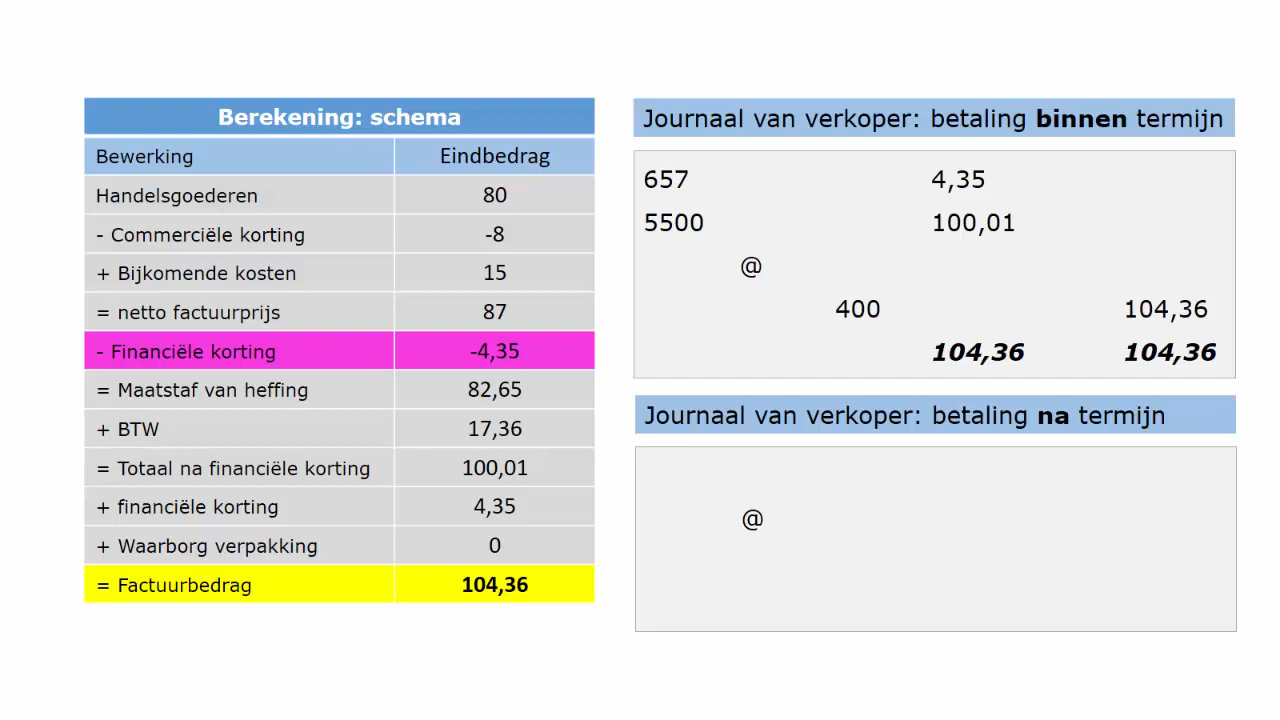 Berekening: schema
Bewerking Eindbedrag
Handelsgoederen 80
- Commerciële korting -8
+ Bijkomende kosten 15
= netto factuurprijs 87
- Financiële korting -4,35
= Maatstaf van heffing 82,65
+ BTW 17,36
= Totaal na financiële korting 100,01
+ financiële korting 4,35
+ Waarborg verpakking 0
= Factuurbedrag 104,36
Journaal van verkoper: betaling binnen termijn
657 4,35
5500 100,01
@
400 104,36
104,36 104,36
Journaal van verkoper: betaling na termijn
@